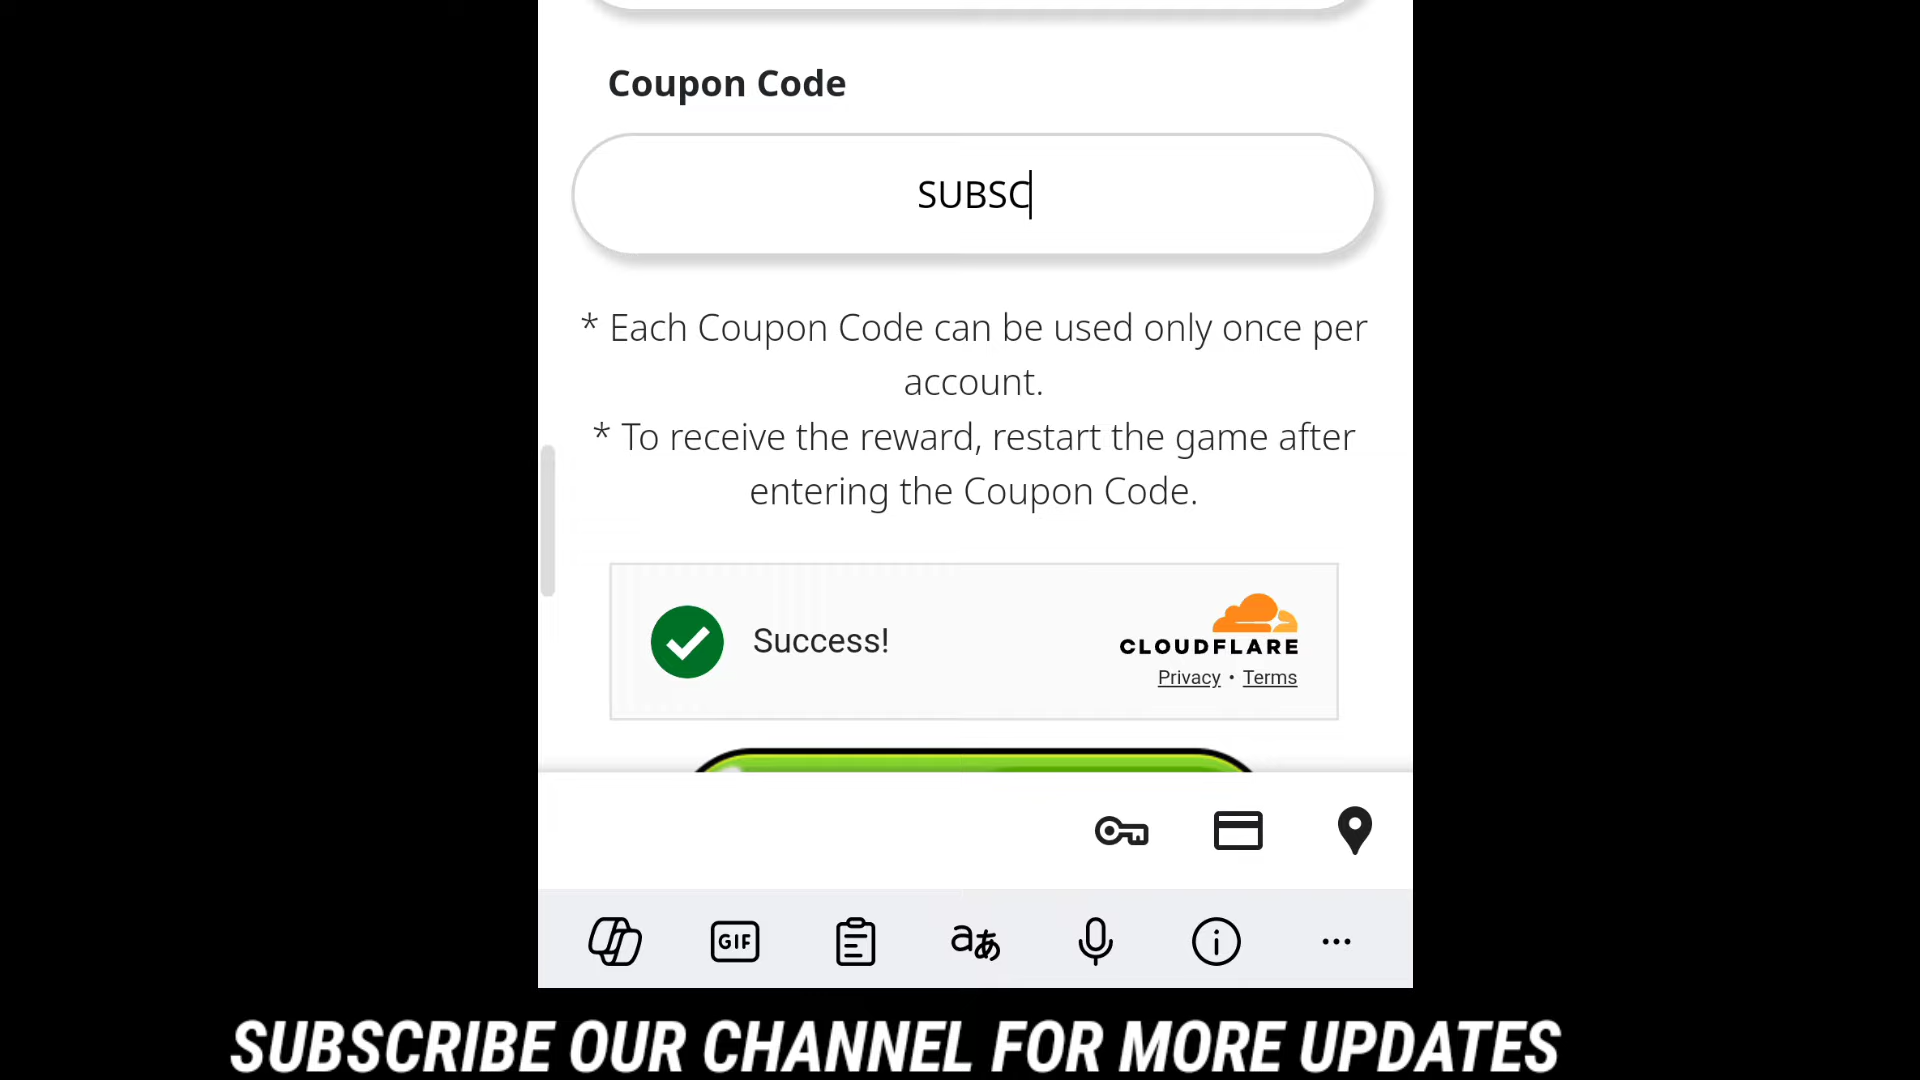 Coupon Code
SUBSC
* Each Coupon Code can be used only once per
account.
* To receive the reward, restart the game after
entering the Coupon Code.
Success!
CLOUDFLARE
Privacy • Terms
GIF
aあ
SUBSCRIBE OUR CHANNEL FOR MORE UPDATES